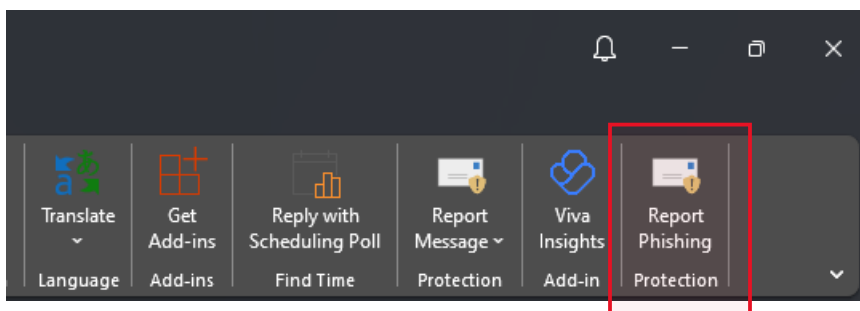 Translate
Language
Get
Add-ins
Add-ins
Reply with
Scheduling Poll
Find Time
Report
Message
Protection
Viva
Insights
Add-in
Report
Phishing
Protection